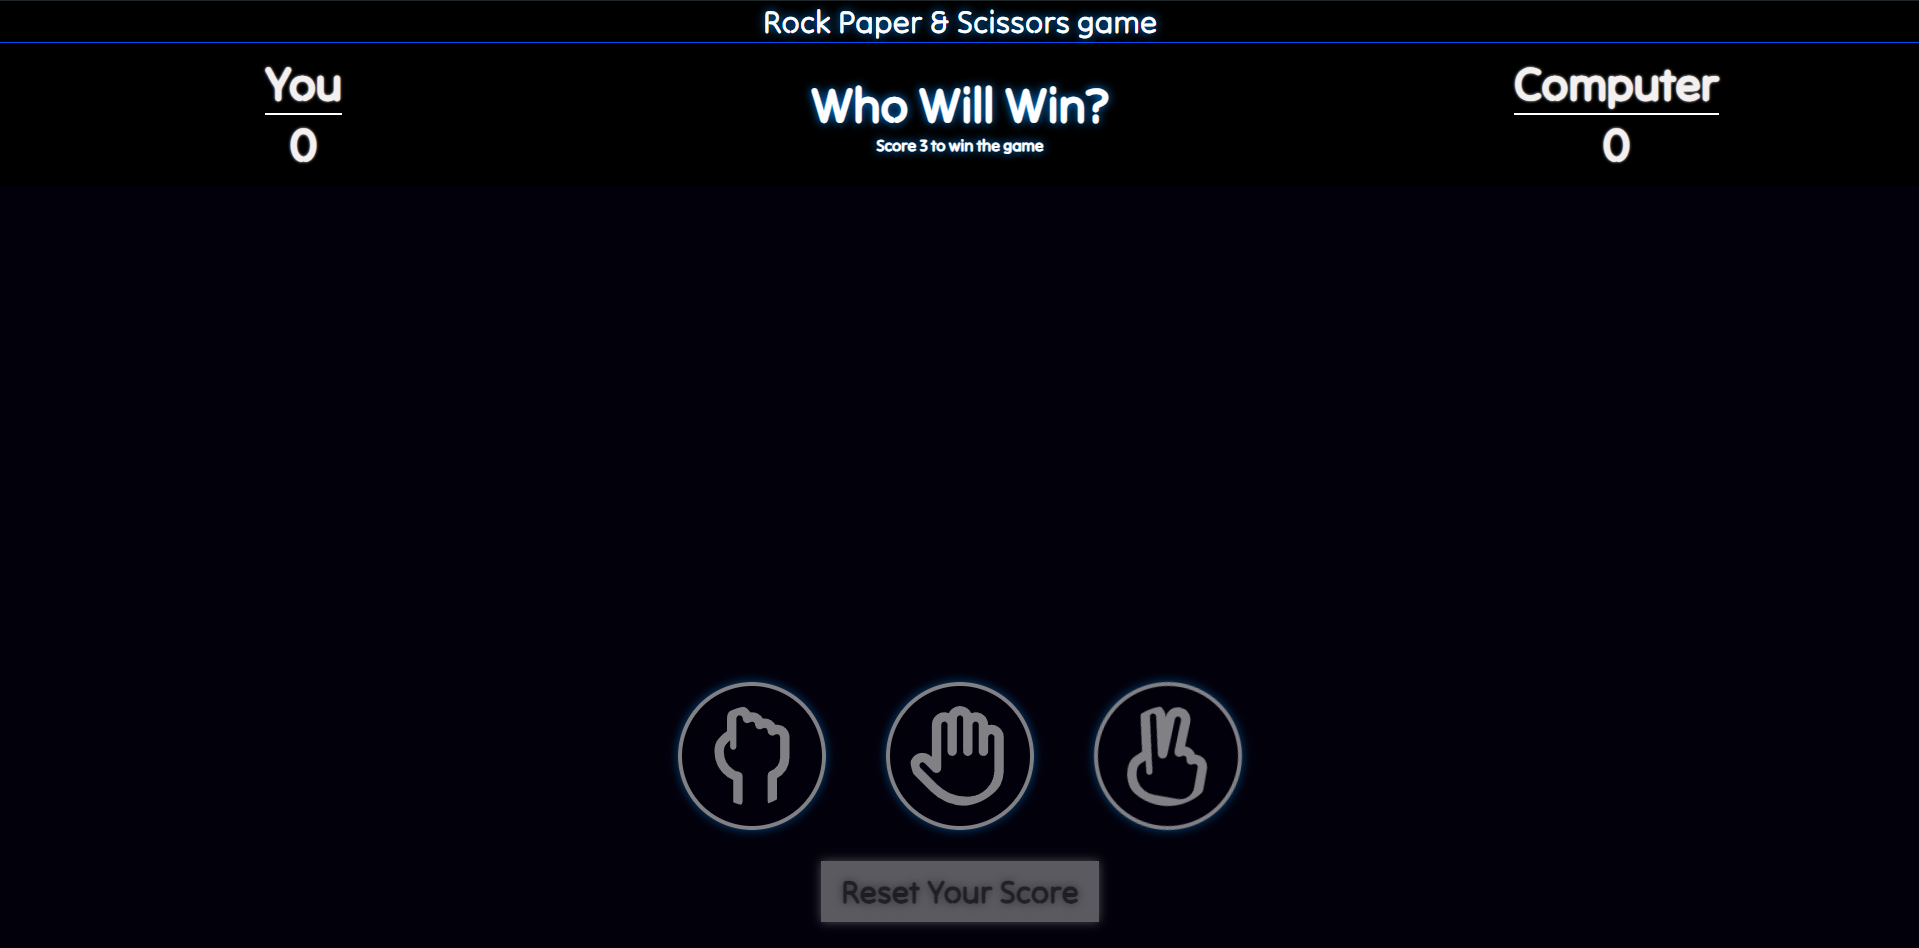 Rock Paper & Scissors game
You
0
Who Will Win?
Score 3 to win the game
Computer
0
Reset Your Score